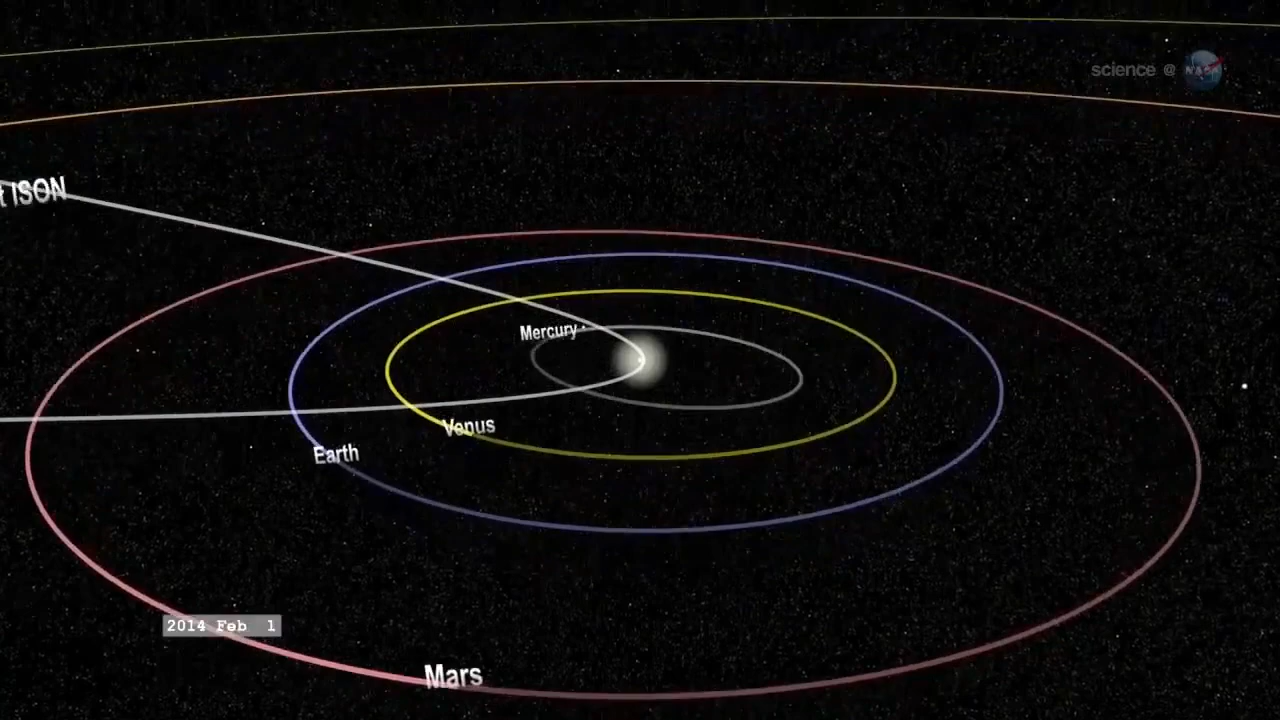 science @ NASA
t ISON
Mercury
Venus
Earth
2014 Feb 1
Mars